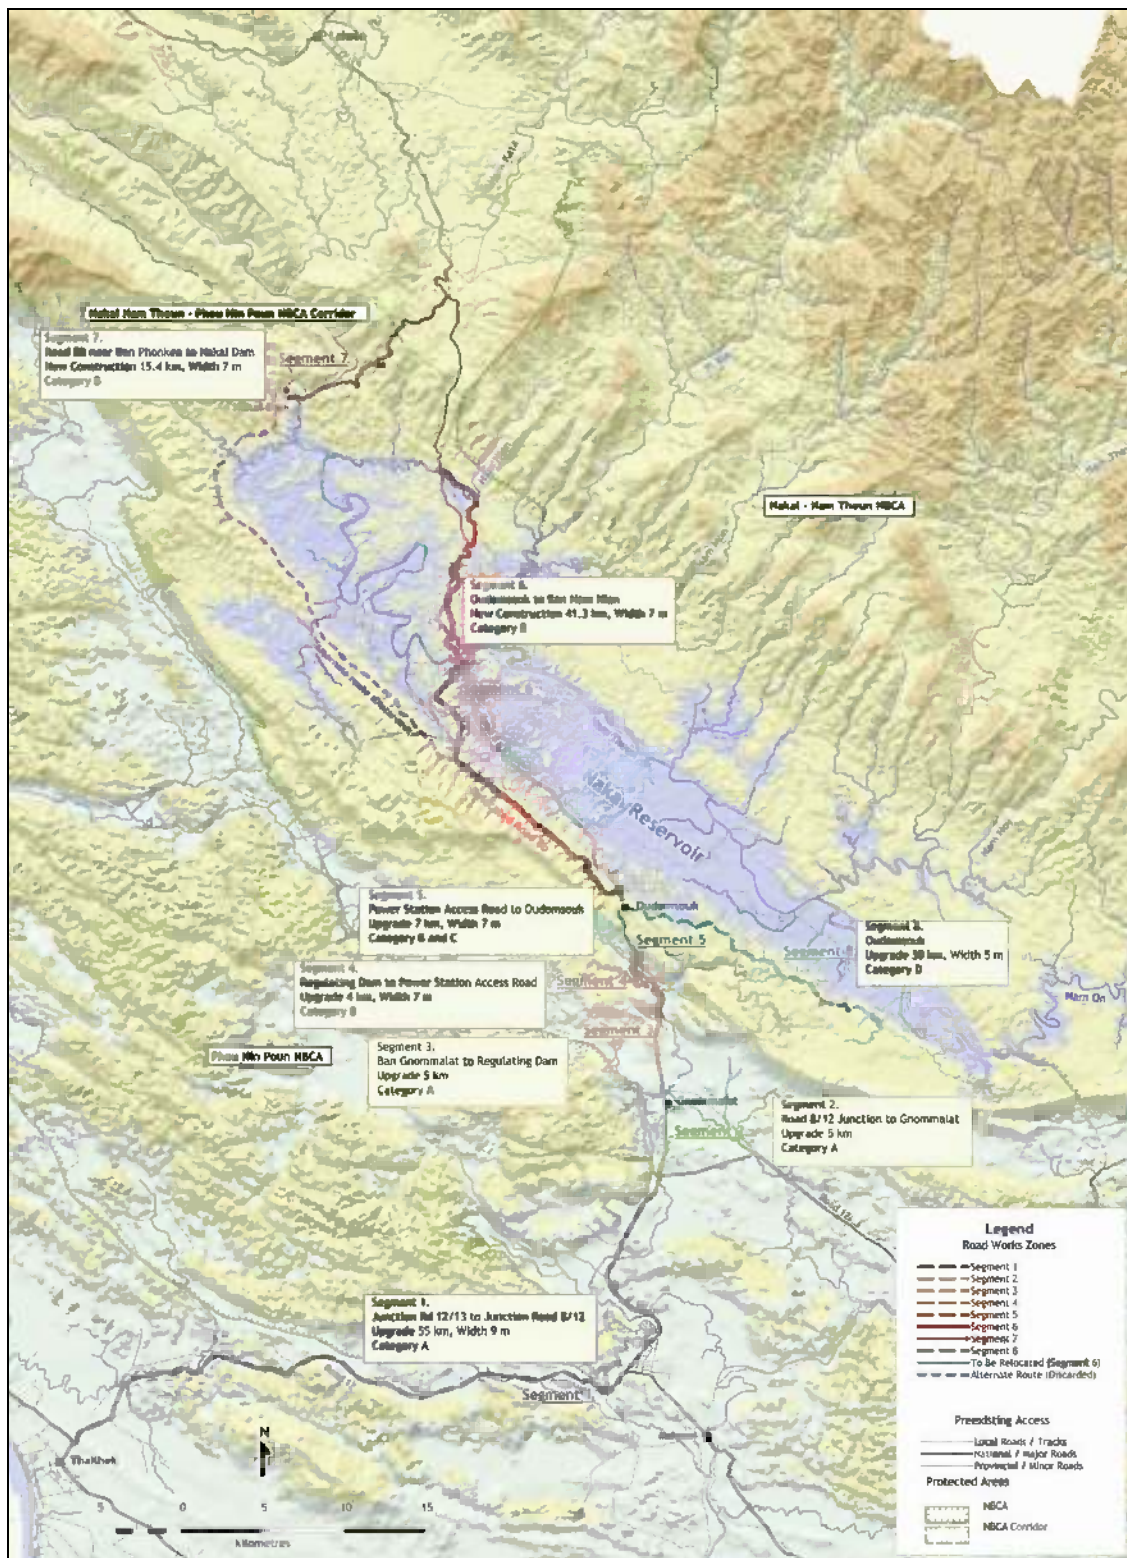 Nakai Nam Theun - Phou Hin Poun NBCA Corridor
Segment 7.
Road 8B near Ban Phonkeo to Nakai Dam
New Construction 15.4 km, Width 7 m
Category B
Segment 7
Nakai - Nam Theun NBCA
Segment 6.
Oudomsouk to Ban Nam Nian
New Construction 41.3 km, Width 7 m
Category B
Nakay Reservoir
Segment 5.
Power Station Access Road to Oudomsouk
Upgrade 7 km, Width 7 m
Category B and C
Oudomsouk
Segment 5
Segment 8.
Oudomsouk
Upgrade 30 km, Width 5 m
Category D
Segment 8
Nam On
Segment 4.
Regulating Dam to Power Station Access Road
Upgrade 4 km, Width 7 m
Category B
Segment 4
Segment 3
Phou Hin Poun NBCA
Segment 3.
Ban Gnommalat to Regulating Dam
Upgrade 5 km
Category A
Gnommalat
Segment 2
Segment 2.
Road 8/12 Junction to Gnommalat
Upgrade 5 km
Category A
Segment 1.
Junction Rd 12/13 to Junction Road 8/12
Upgrade 55 km, Width 9 m
Category A
Segment 1
Thakhek
N
5 0 5 10 15
Kilometres
Legend
Road Works Zones
Segment 1
Segment 2
Segment 3
Segment 4
Segment 5
Segment 6
Segment 7
Segment 8
To Be Relocated (Segment 6)
Alternate Route (Discarded)
Preexisting Access
Local Roads / Tracks
National / Major Roads
Provincial / Minor Roads
Protected Areas
NBCA
NBCA Corridor